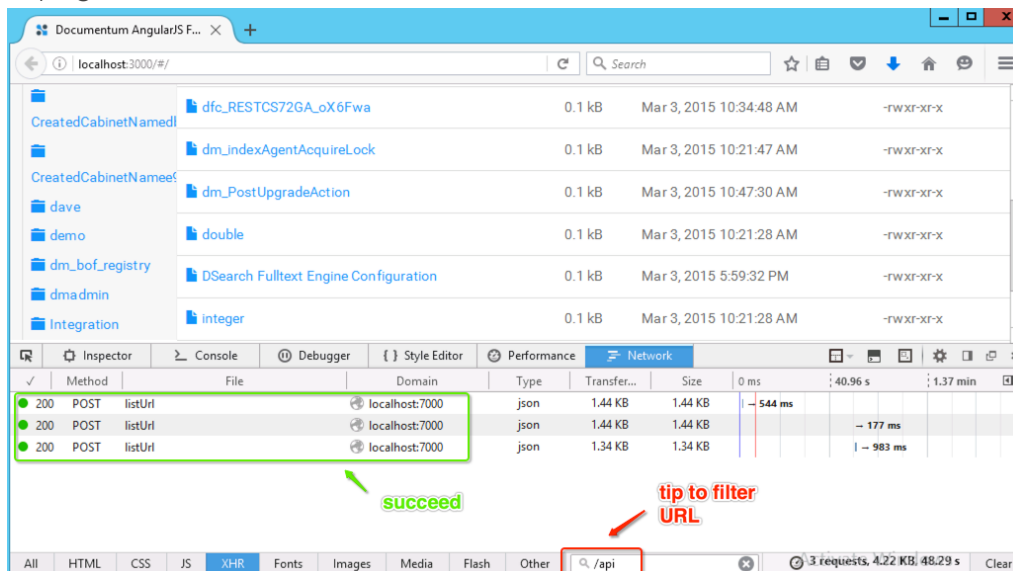 Documentum AngularJS F...
localhost:3000/#/
Search
CreatedCabinetNamedl
CreatedCabinetNamee9
dave
demo
dm_bof_registry
dmadmin
Integration
dfc_RESTCS72GA_oX6Fwa 0.1 kB Mar 3, 2015 10:34:48 AM -rwxr-xr-x
dm_indexAgentAcquireLock 0.1 kB Mar 3, 2015 10:21:47 AM -rwxr-xr-x
dm_PostUpgradeAction 0.1 kB Mar 3, 2015 10:47:30 AM -rwxr-xr-x
double 0.1 kB Mar 3, 2015 10:21:28 AM -rwxr-xr-x
DSearch Fulltext Engine Configuration 0.1 kB Mar 3, 2015 5:59:32 PM -rwxr-xr-x
integer 0.1 kB Mar 3, 2015 10:21:28 AM -rwxr-xr-x
Inspector Console Debugger { } Style Editor Performance Network
✓ Method File Domain Type Transfer... Size 0 ms 40.96 s 1.37 min
200 POST listUrl localhost:7000 json 1.44 KB 1.44 KB → 544 ms
200 POST listUrl localhost:7000 json 1.44 KB 1.44 KB → 177 ms
200 POST listUrl localhost:7000 json 1.34 KB 1.34 KB → 983 ms
succeed
tip to filter
URL
All HTML CSS JS XHR Fonts Images Media Flash Other /api 3 requests, 4.22 KB, 48.29 s Clear